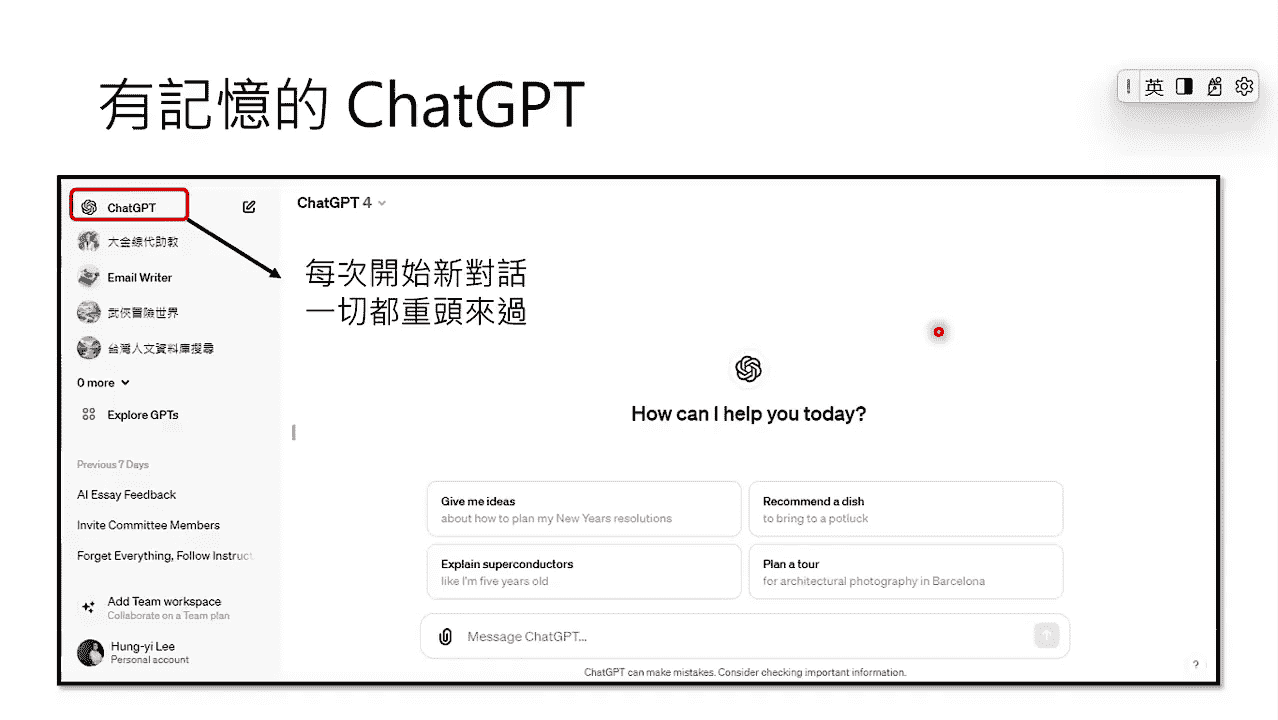 有記憶的 ChatGPT
英
ChatGPT
大金線代助教
Email Writer
武俠冒險世界
台灣人文資料庫搜尋
0 more
Explore GPTs
Previous 7 Days
AI Essay Feedback
Invite Committee Members
Forget Everything, Follow Instruc
Add Team workspace
Collaborate on a Team plan
Hung-yi Lee
Personal account
ChatGPT 4
每次開始新對話
一切都重頭來過
How can I help you today?
Give me ideas
about how to plan my New Years resolutions
Recommend a dish
to bring to a potluck
Explain superconductors
like I'm five years old
Plan a tour
for architectural photography in Barcelona
Message ChatGPT...
ChatGPT can make mistakes. Consider checking important information.
?